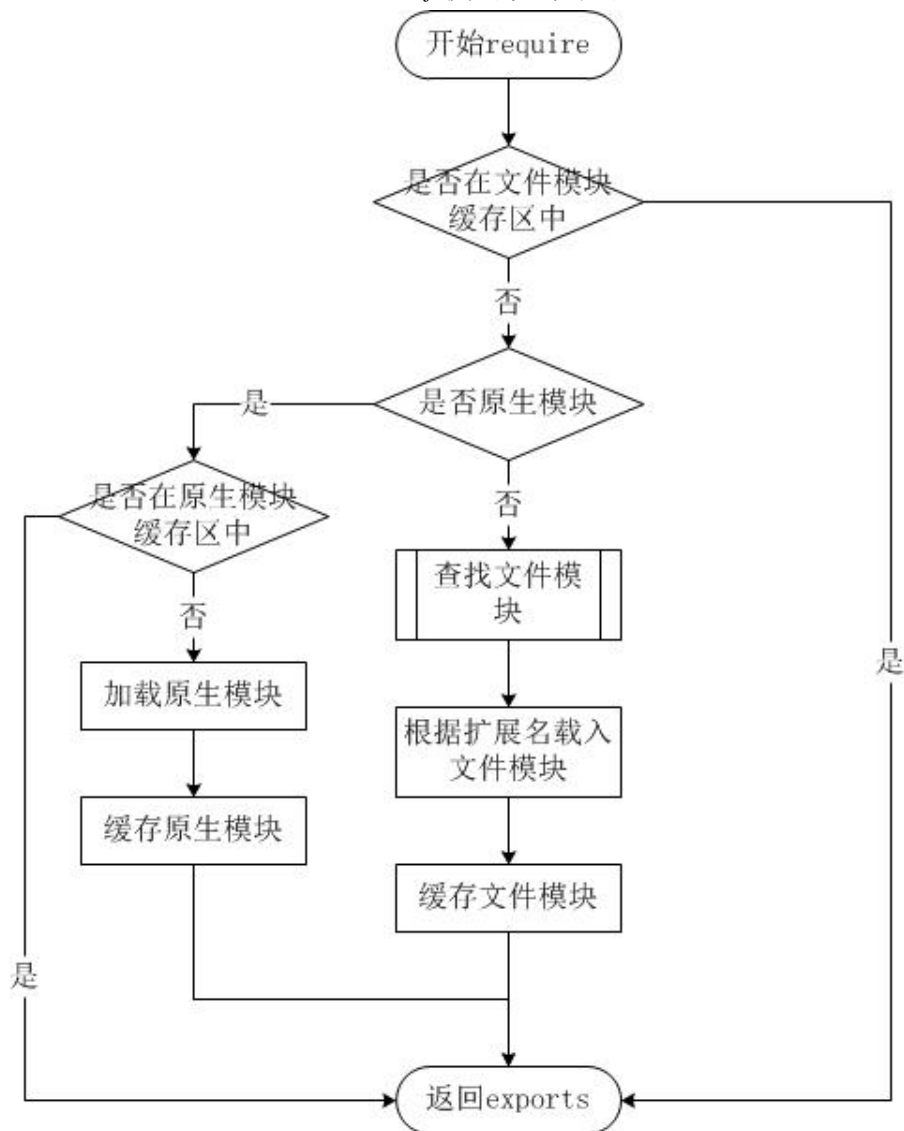 开始require
是否在文件模块
缓存区中
否
是否原生模块
是
是否在原生模块
缓存区中
否
查找文件模
块
否
加载原生模块
是
根据扩展名载入
文件模块
缓存原生模块
缓存文件模块
是
返回exports